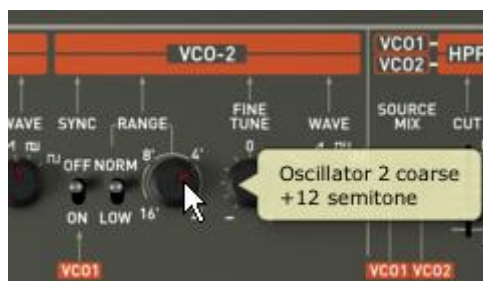 VCO-2
VCO1
VCO2
HPF
WAVE
SYNC
RANGE
FINE
TUNE
WAVE
SOURCE
MIX
CUT
OFF
NORM
8'
4'
16'
0
ON
LOW
Oscillator 2 coarse
+12 semitone
VCO1
VCO1 VCO2